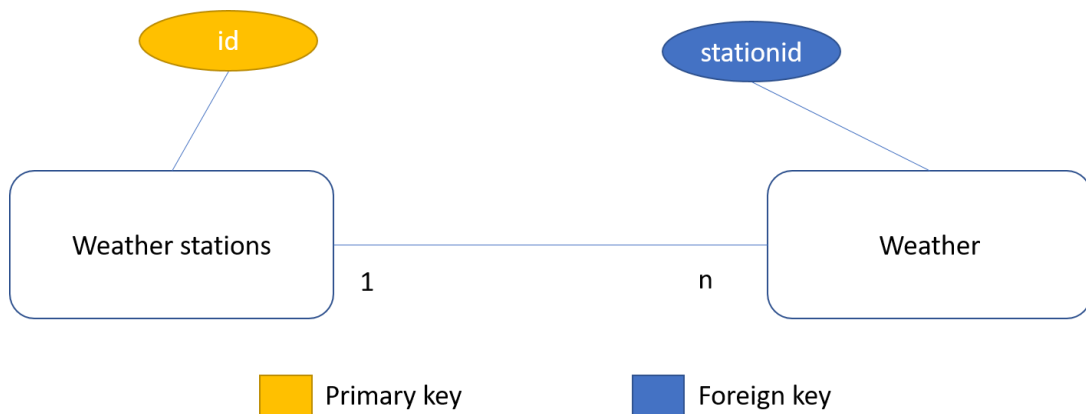 id
stationid
Weather stations
Weather
1
n
Primary key
Foreign key